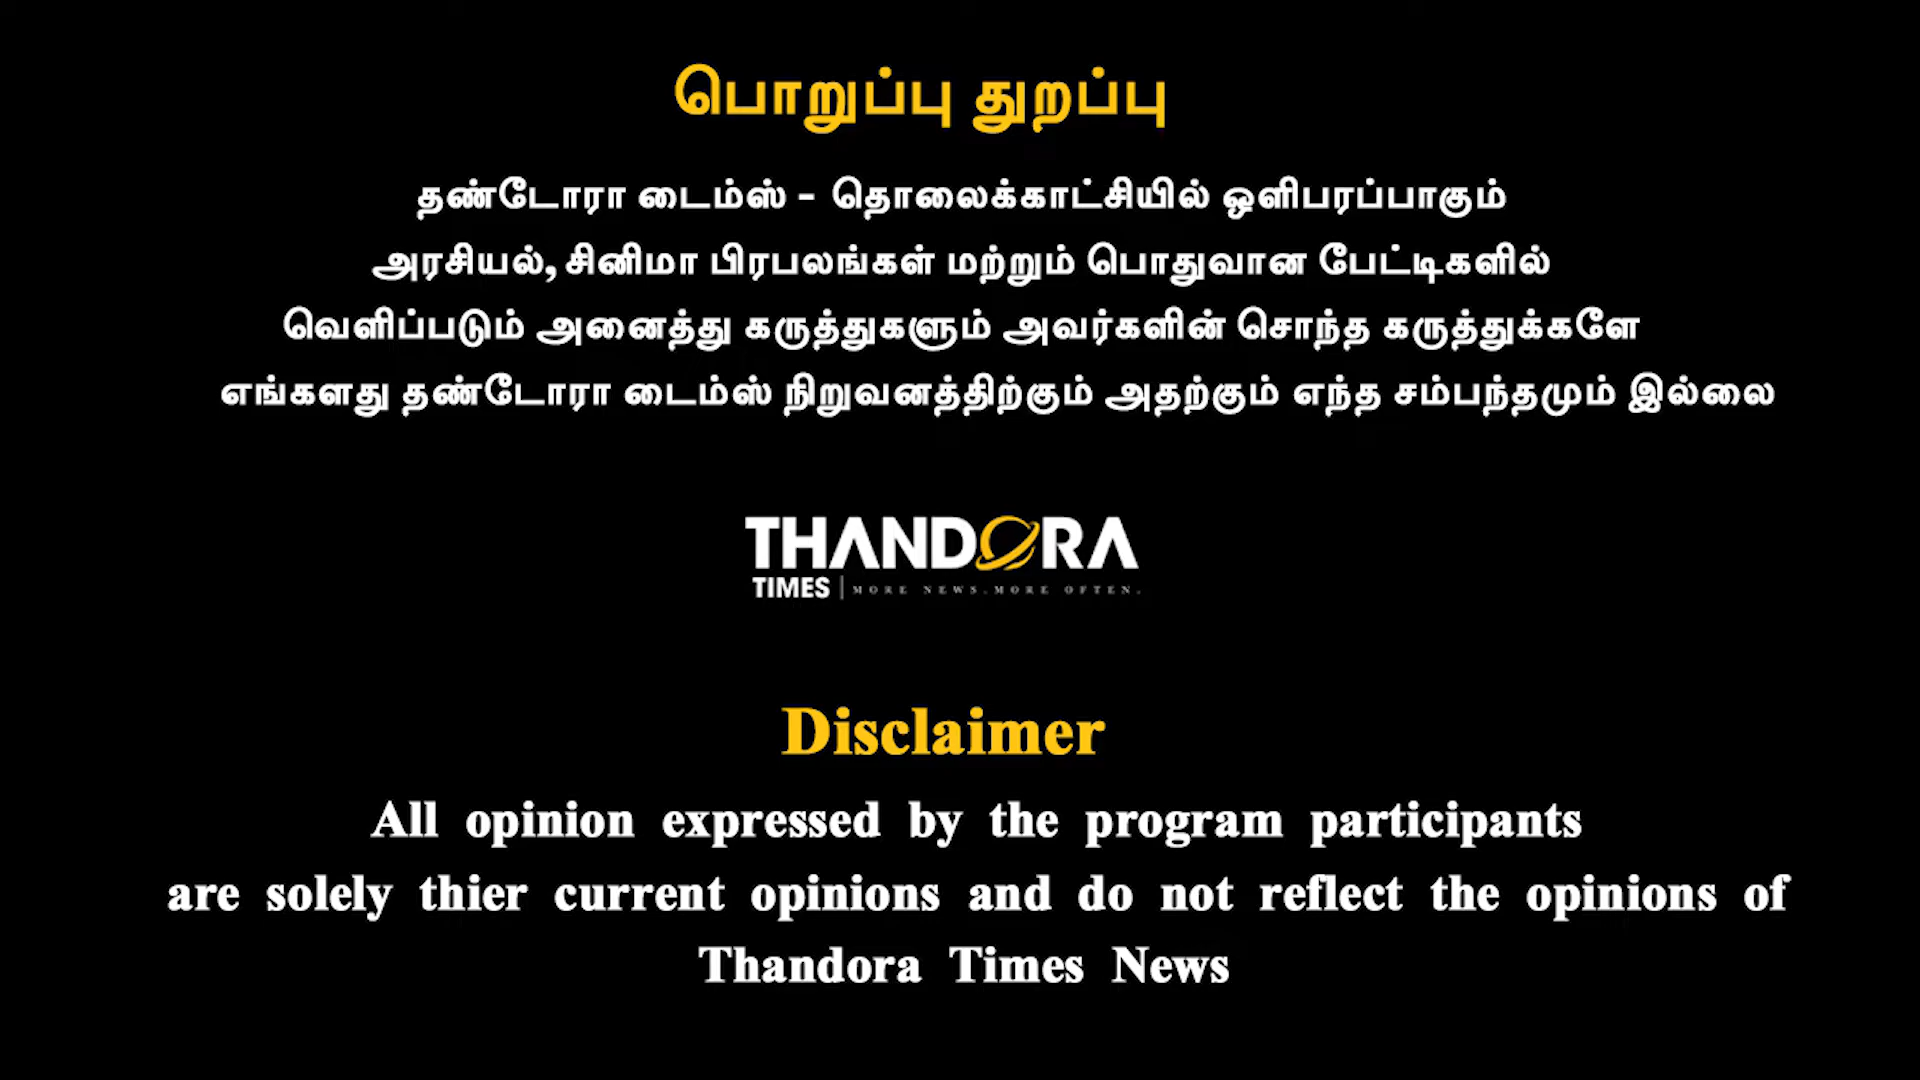 பொறுப்பு துறப்பு
தண்டோரா டைம்ஸ் - தொலைக்காட்சியில் ஒளிபரப்பாகும்
அரசியல், சினிமா பிரபலங்கள் மற்றும் பொதுவான பேட்டிகளில்
வெளிப்படும் அனைத்து கருத்துகளும் அவர்களின் சொந்த கருத்துக்களே
எங்களது தண்டோரா டைம்ஸ் நிறுவனத்திற்கும் அதற்கும் எந்த சம்பந்தமும் இல்லை
THANDORA
TIMES | MORE NEWS.MORE OFTEN.
Disclaimer
All opinion expressed by the program participants
are solely thier current opinions and do not reflect the opinions of
Thandora Times News